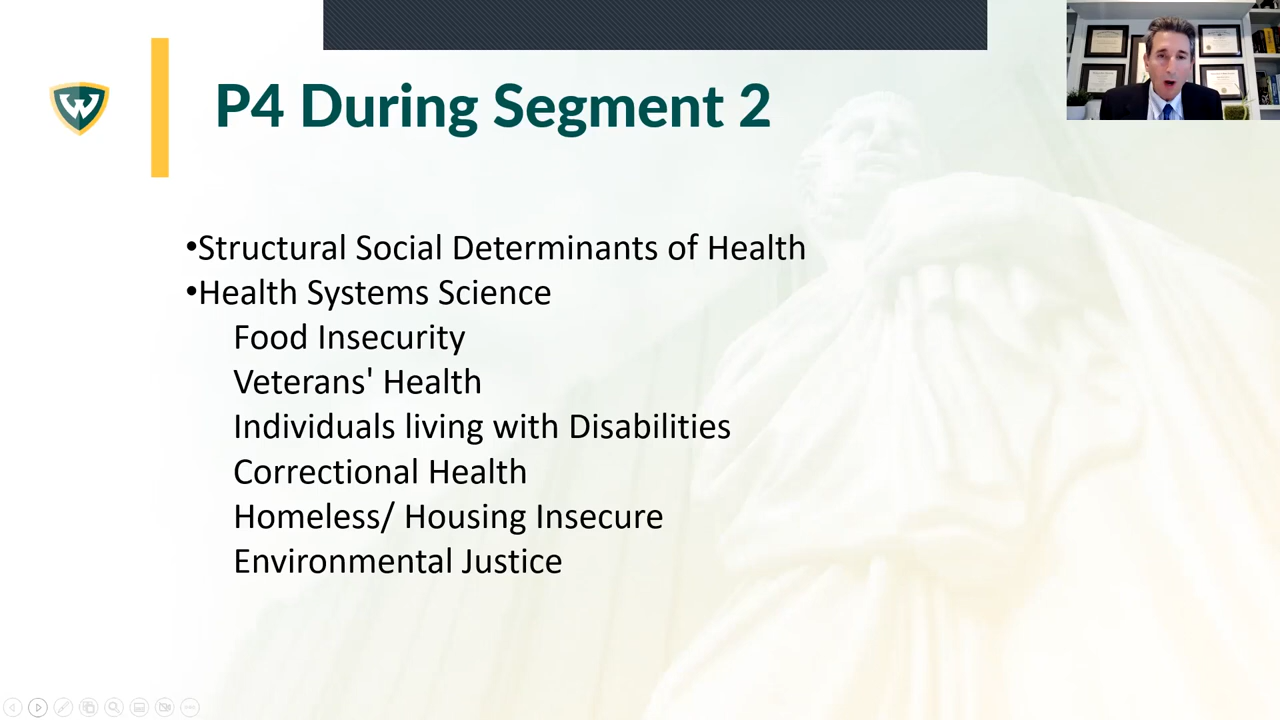 P4 During Segment 2
•Structural Social Determinants of Health
•Health Systems Science
Food Insecurity
Veterans' Health
Individuals living with Disabilities
Correctional Health
Homeless/ Housing Insecure
Environmental Justice